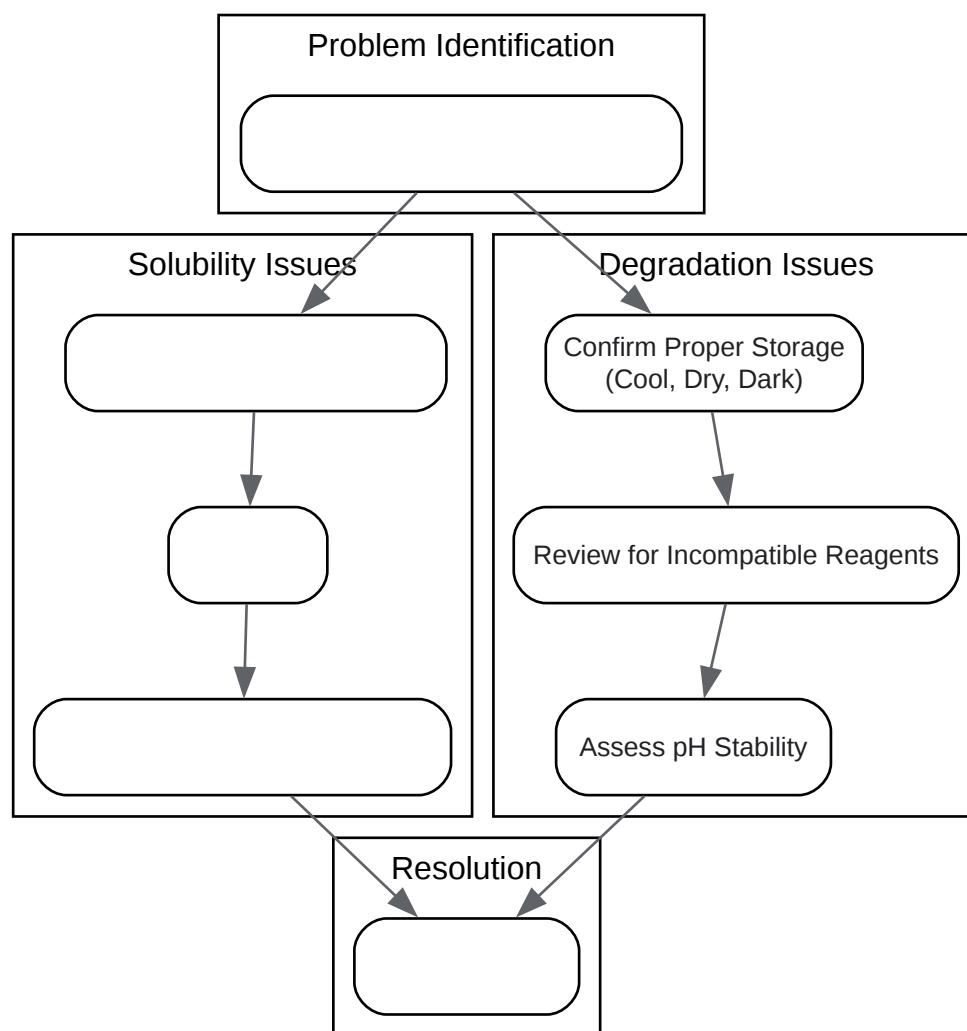 Problem Identification
Solubility Issues
Degradation Issues
Confirm Proper Storage
(Cool, Dry, Dark)
Review for Incompatible Reagents
Assess pH Stability
Resolution